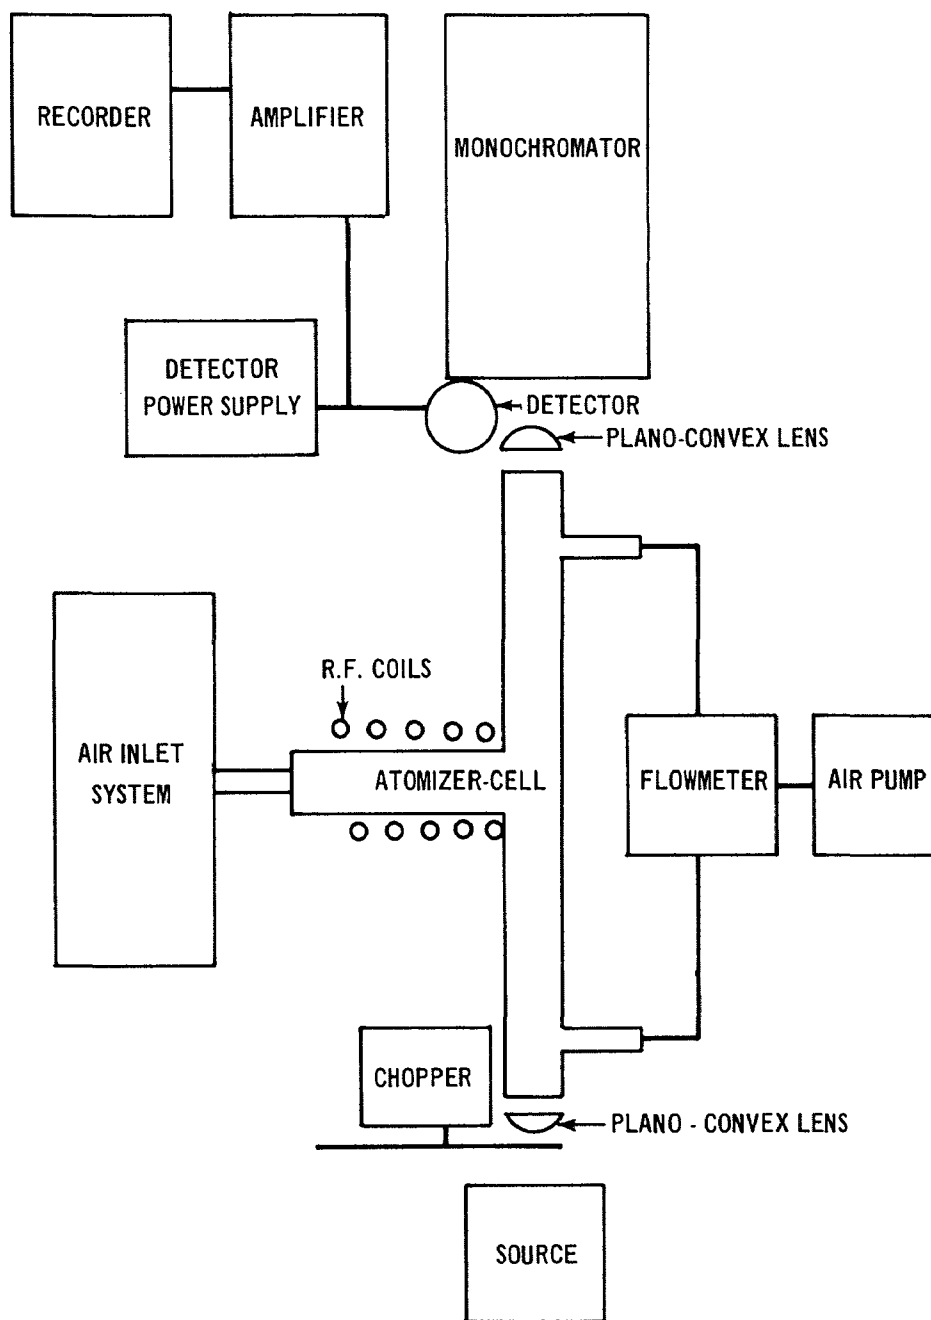 RECORDER
AMPLIFIER
MONOCHROMATOR
DETECTOR
POWER SUPPLY
DETECTOR
PLANO-CONVEX LENS
R.F. COILS
AIR INLET
SYSTEM
ATOMIZER-CELL
FLOWMETER
AIR PUMP
CHOPPER
PLANO - CONVEX LENS
SOURCE